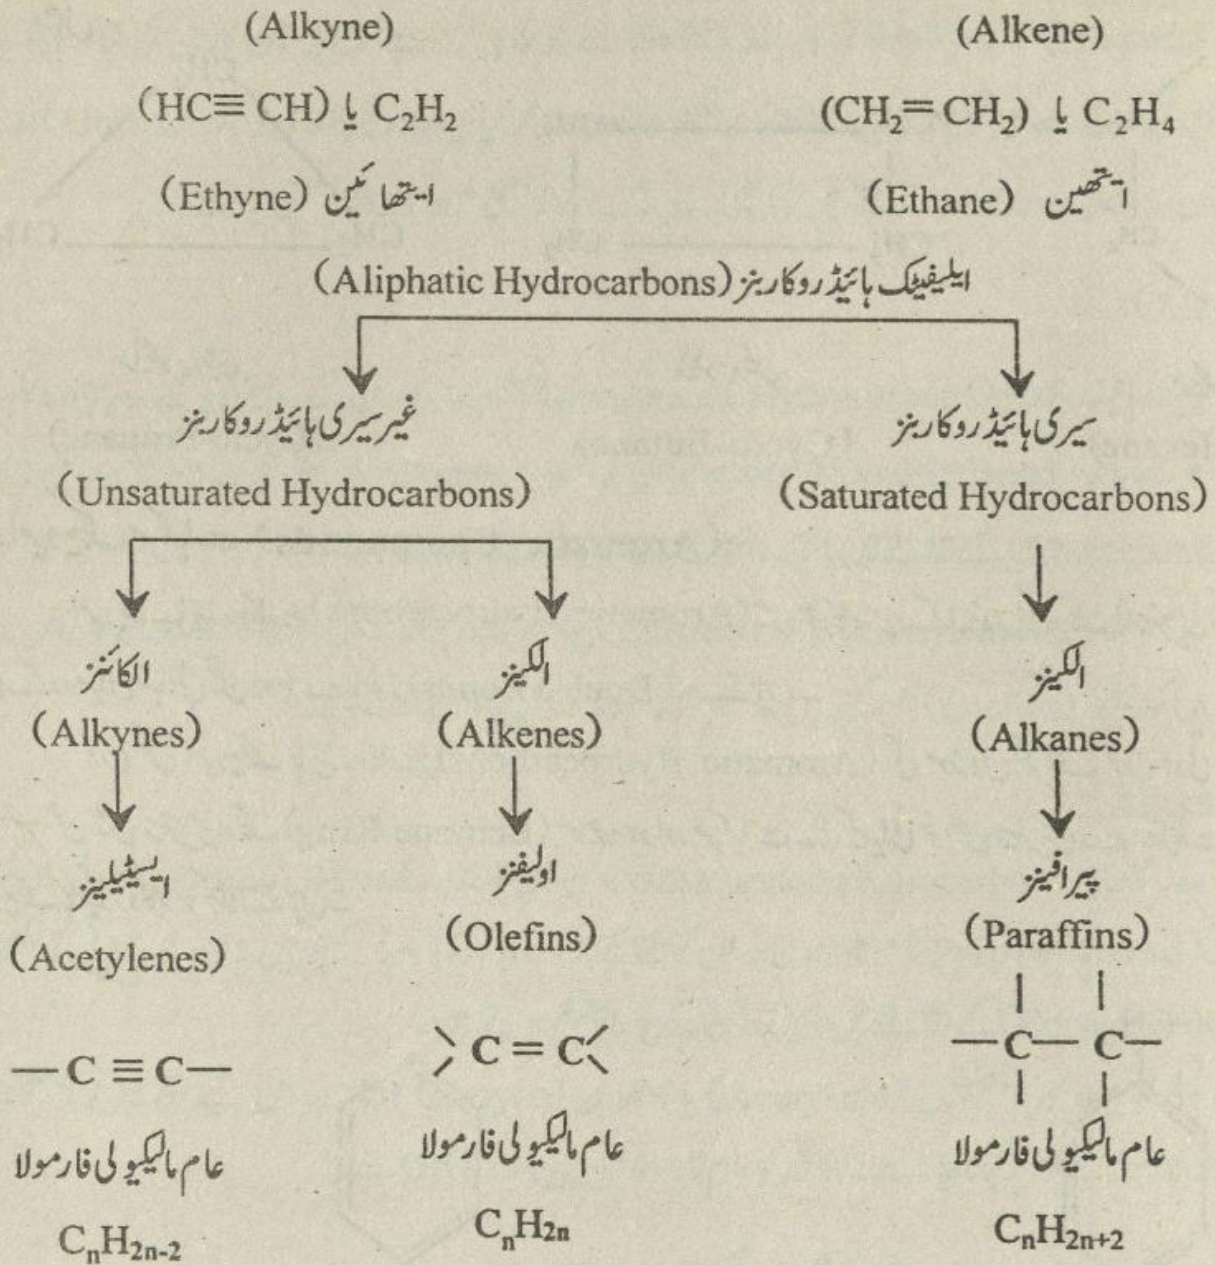 (Alkene) (Alkyne)
(CH₂=CH₂) یا C₂H₄ (HC≡CH) یا C₂H₂
ایتھین (Ethane) ایتھائین (Ethyne)
ایلیفیٹک ہائیڈروکاربنز (Aliphatic Hydrocarbons)
سیری ہائیڈروکاربنز غیر سیری ہائیڈروکاربنز
(Saturated Hydrocarbons) (Unsaturated Hydrocarbons)
الکینز الکینز الکائنز
(Alkanes) (Alkenes) (Alkynes)
پیرافینز اولیفنز ایسیٹیلینز
(Paraffins) (Olefins) (Acetylenes)
—C—C— >C=C< —C≡C—
عام مالیکیولی فارمولا عام مالیکیولی فارمولا عام مالیکیولی فارمولا
CₙH₂ₙ₊₂ CₙH₂ₙ CₙH₂ₙ₋₂